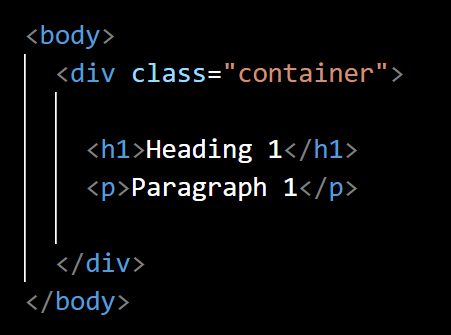 <body>
<div class="container">
<h1>Heading 1</h1>
<p>Paragraph 1</p>
</div>
</body>